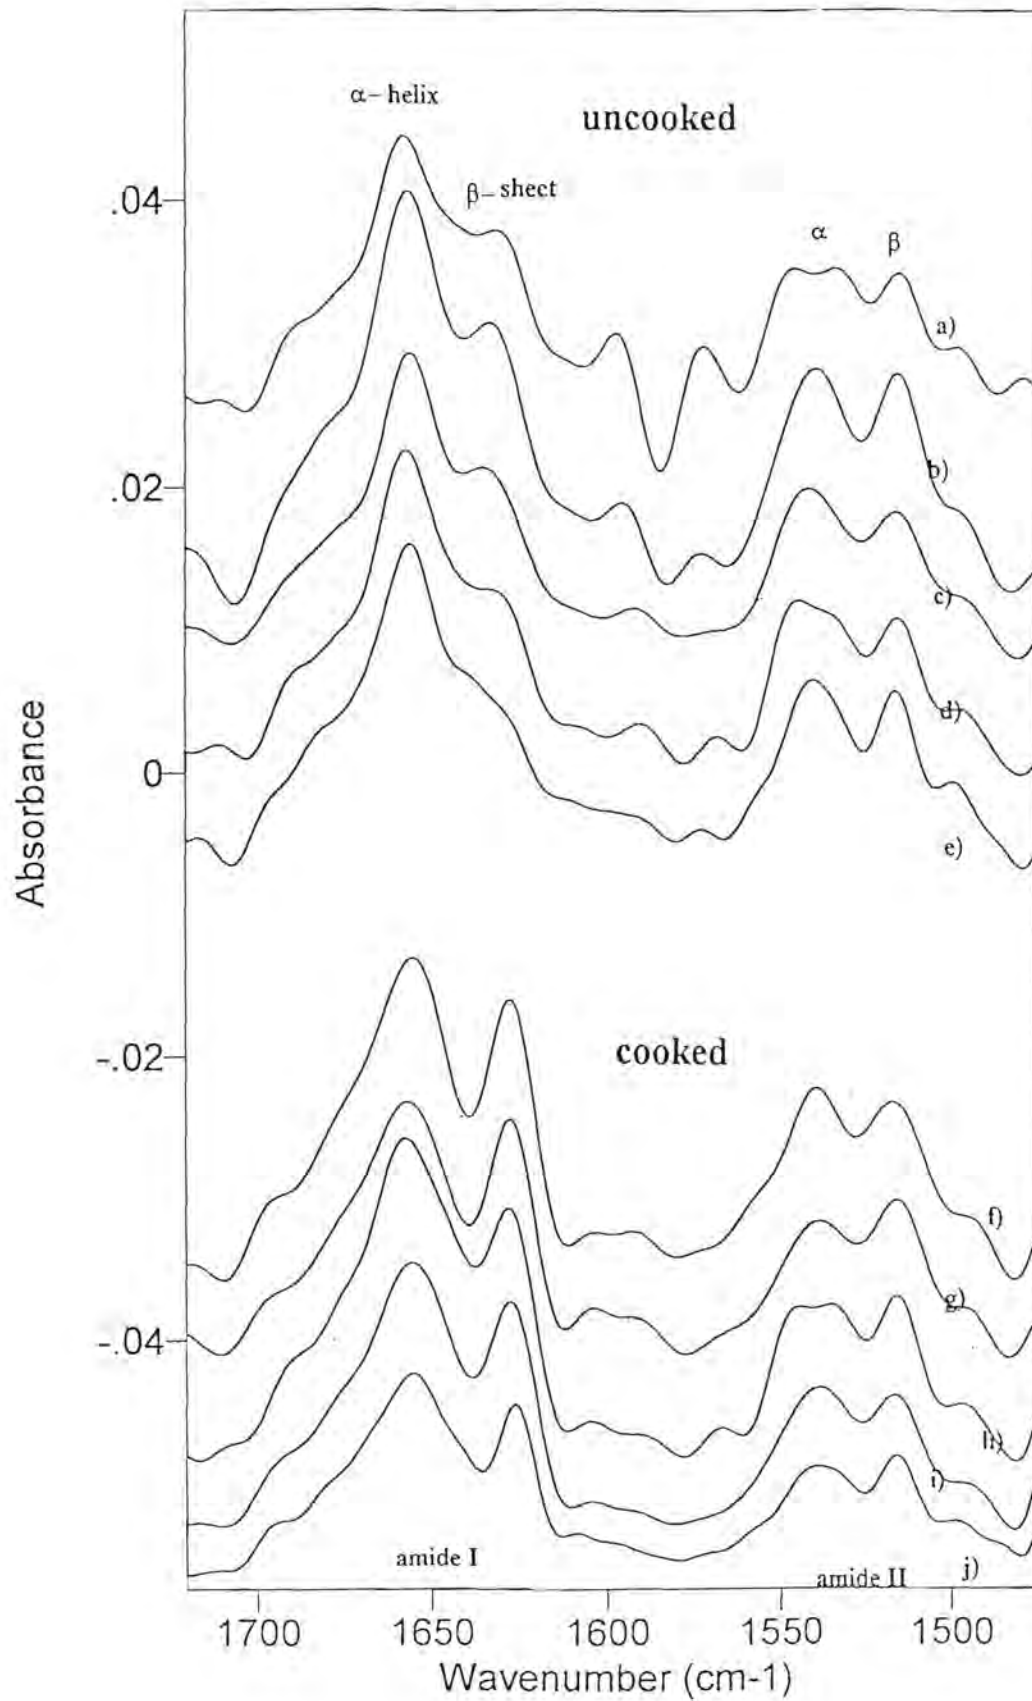 α– helix
uncooked
β– sheet
.04
α
β
a)
.02
b)
c)
d)
0
e)
Absorbance
-.02
cooked
f)
g)
-.04
h)
i)
amide I
amide II
j)
1700
1650
1600
1550
1500
Wavenumber (cm-1)